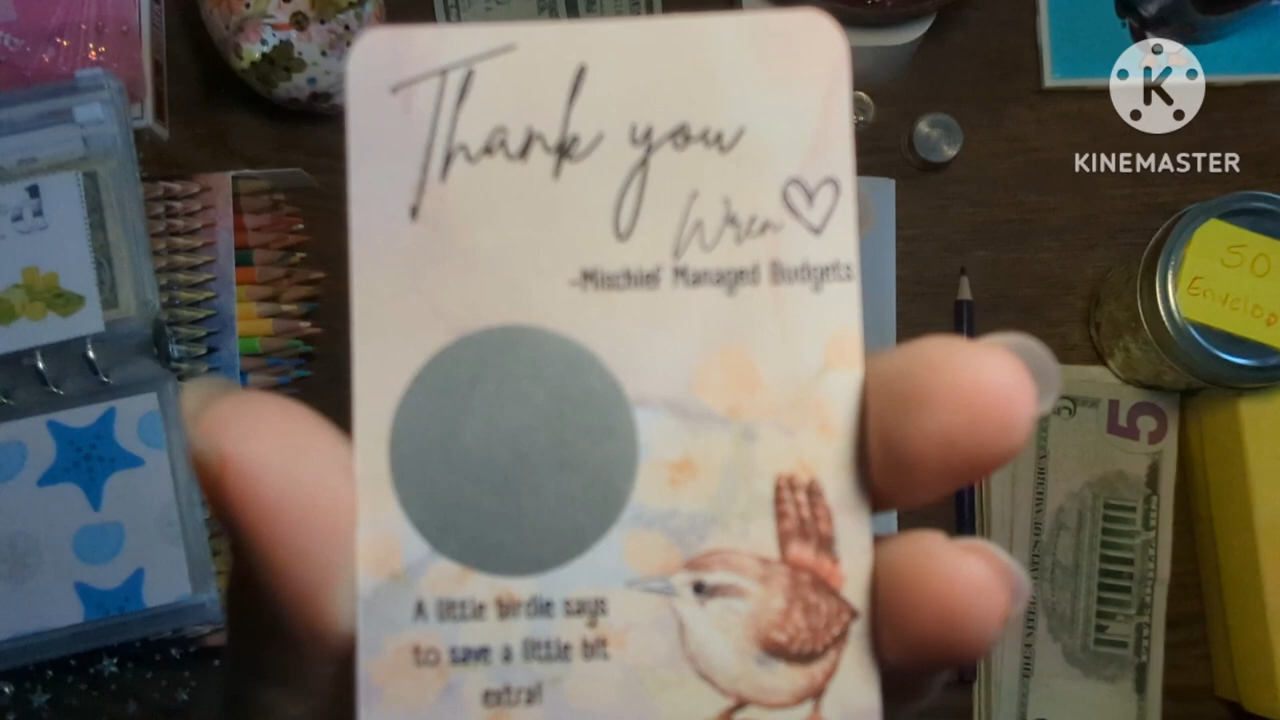 Thank you
Wren
-Mischief Managed Budgets
A little birdie says
to save a little bit
extra!
K
KINEMASTER
50
Envelop
5